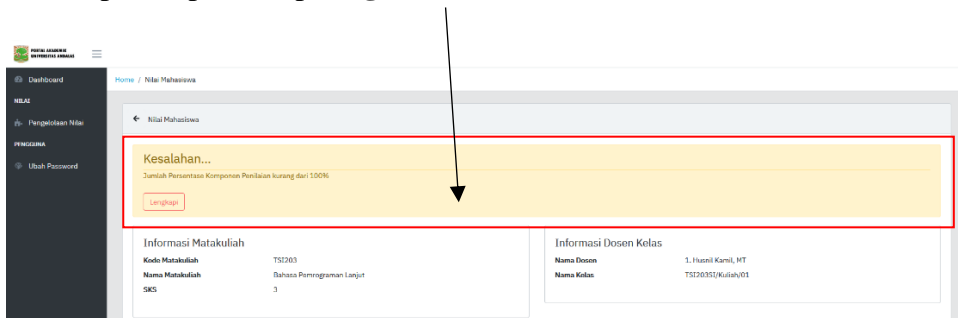 PORTAL AKADEMIK
UNIVERSITAS ANDALAS
Dashboard
NILAI
Pengelolaan Nilai
PENGGUNA
Ubah Password
Home / Nilai Mahasiswa
Nilai Mahasiswa
Kesalahan...
Jumlah Persentase Komponen Penilaian kurang dari 100%
Lengkapi
Informasi Matakuliah
Kode Matakuliah TSI203
Nama Matakuliah Bahasa Pemrograman Lanjut
SKS 3
Informasi Dosen Kelas
Nama Dosen 1. Husnil Kamil, MT
Nama Kelas TSI203SI/Kuliah/01